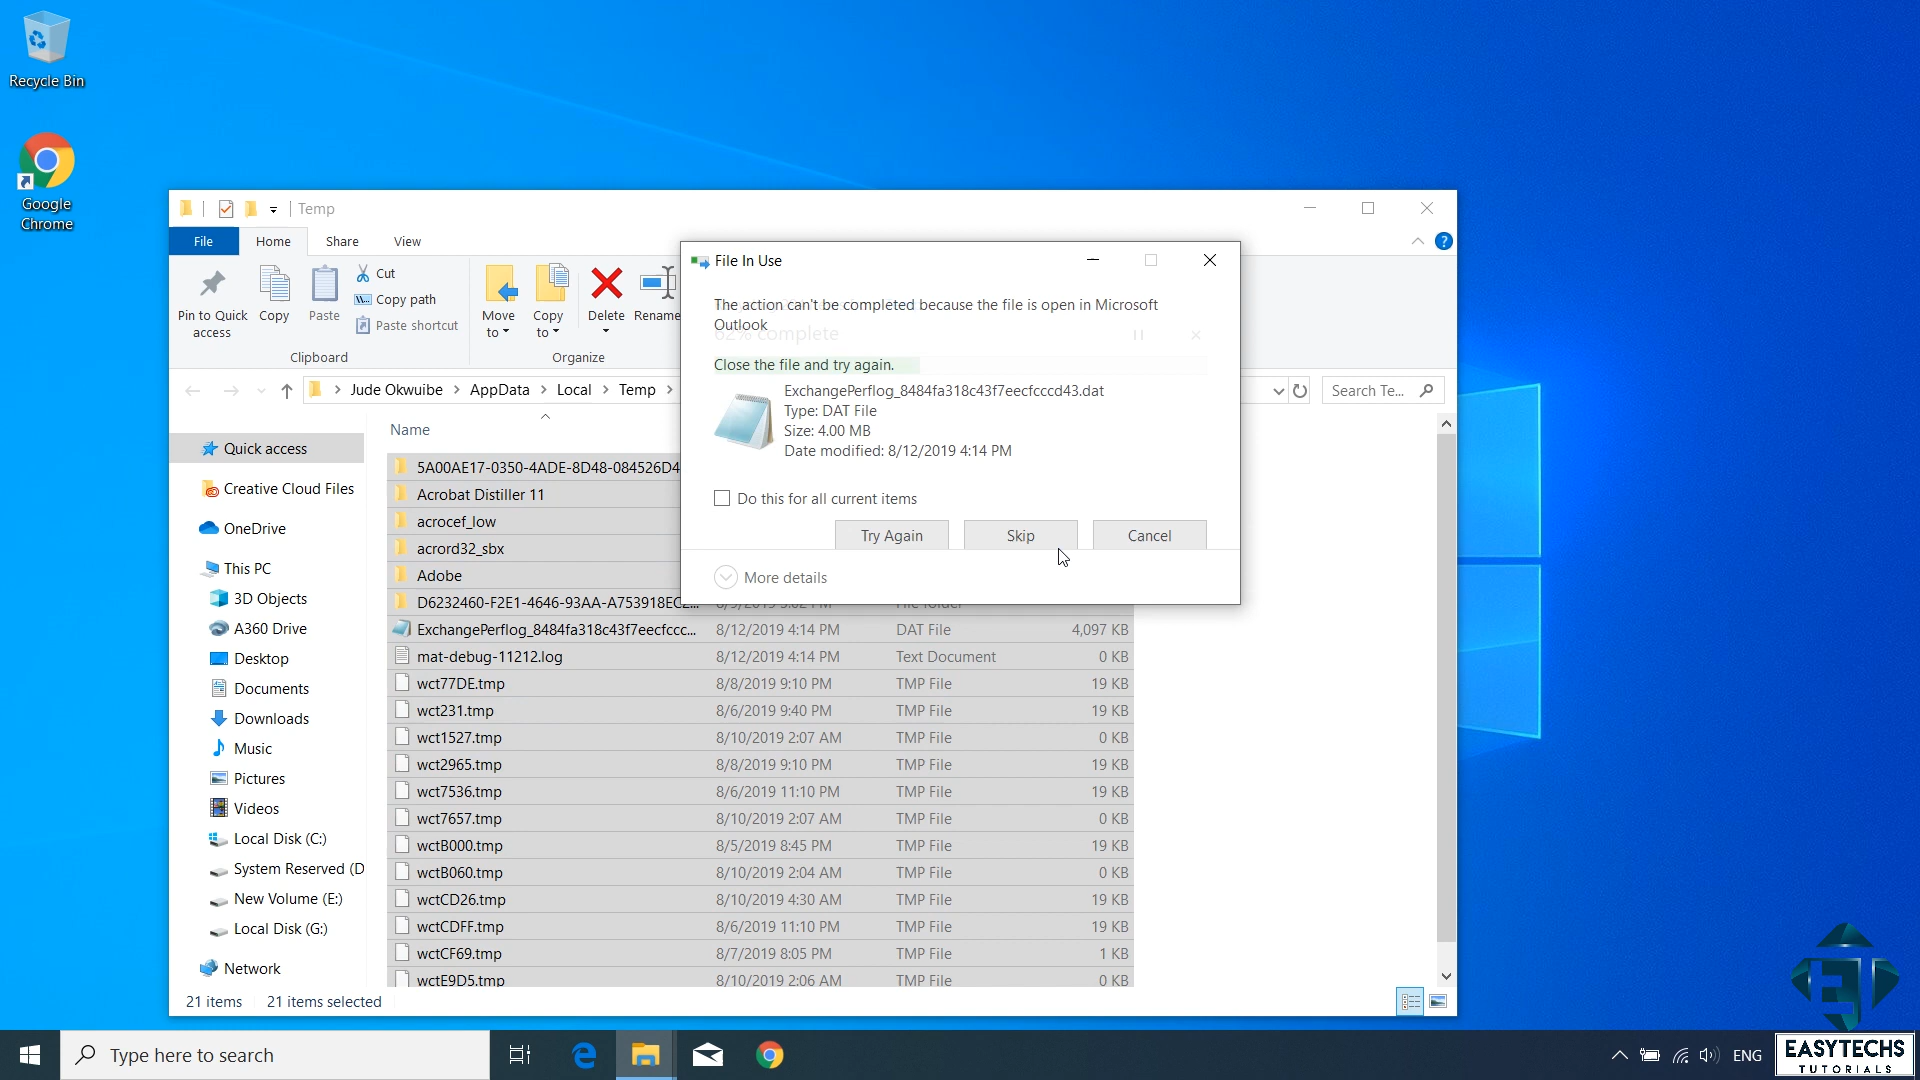 Recycle Bin
Google
Chrome
Temp
File
Home
Share
View
Pin to Quick
access
Copy
Paste
Cut
Copy path
Paste shortcut
Clipboard
Move
to
Copy
to
Delete
Rename
Organize
Jude Okwuibe
AppData
Local
Temp
Search Te...
File In Use
The action can't be completed because the file is open in Microsoft
Outlook
62% complete
Close the file and try again.
ExchangePerflog_8484fa318c43f7eecfcccd43.dat
Type: DAT File
Size: 4.00 MB
Date modified: 8/12/2019 4:14 PM
Do this for all current items
Try Again
Skip
Cancel
More details
Quick access
Creative Cloud Files
OneDrive
This PC
3D Objects
A360 Drive
Desktop
Documents
Downloads
Music
Pictures
Videos
Local Disk (C:)
System Reserved (D
New Volume (E:)
Local Disk (G:)
Network
Name
5A00AE17-0350-4ADE-8D48-084526D4
Acrobat Distiller 11
acrocef_low
acrord32_sbx
Adobe
D6232460-F2E1-4646-93AA-A753918EC2...
ExchangePerflog_8484fa318c43f7eecfccc... 8/12/2019 4:14 PM DAT File 4,097 KB
mat-debug-11212.log 8/12/2019 4:14 PM Text Document 0 KB
wct77DE.tmp 8/8/2019 9:10 PM TMP File 19 KB
wct231.tmp 8/6/2019 9:40 PM TMP File 19 KB
wct1527.tmp 8/10/2019 2:07 AM TMP File 0 KB
wct2965.tmp 8/8/2019 9:10 PM TMP File 19 KB
wct7536.tmp 8/6/2019 11:10 PM TMP File 19 KB
wct7657.tmp 8/10/2019 2:07 AM TMP File 0 KB
wctB000.tmp 8/5/2019 8:45 PM TMP File 19 KB
wctB060.tmp 8/10/2019 2:04 AM TMP File 0 KB
wctCD26.tmp 8/10/2019 4:30 AM TMP File 19 KB
wctCDFF.tmp 8/6/2019 11:10 PM TMP File 19 KB
wctCF69.tmp 8/7/2019 8:05 PM TMP File 1 KB
wctE9D5.tmp 8/10/2019 2:06 AM TMP File 0 KB
21 items
21 items selected
Type here to search
ENG
EASYTECHS
TUTORIALS